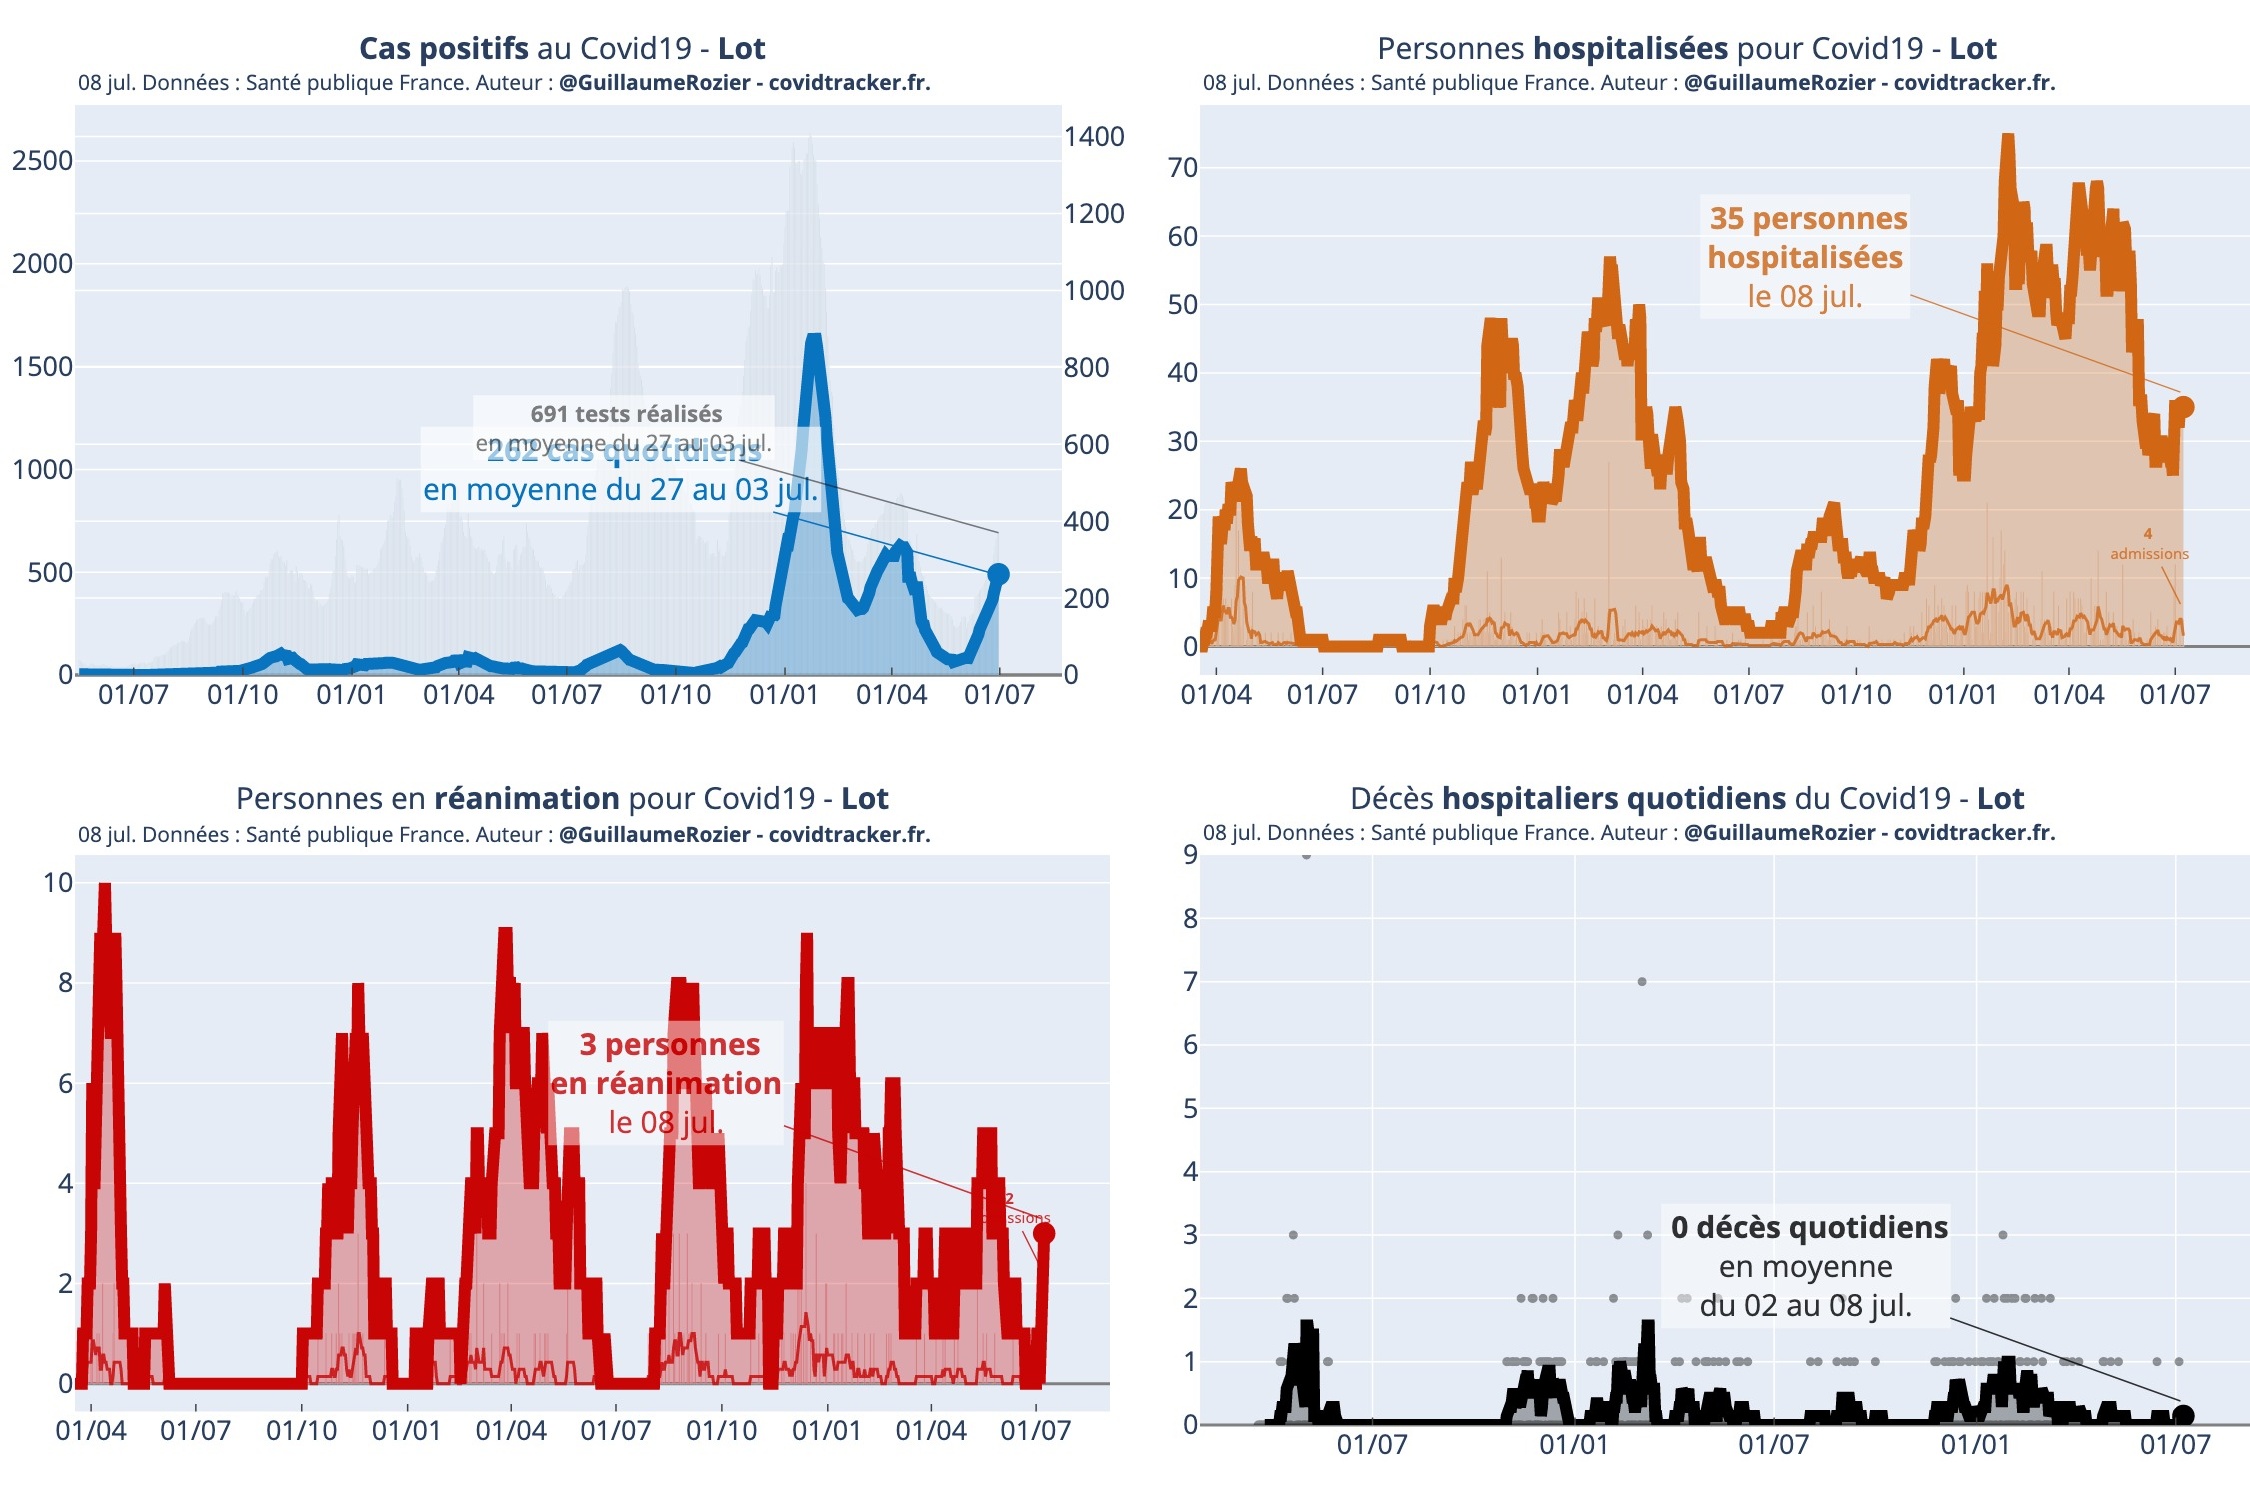 Cas positifs au Covid19 - Lot
08 jul. Données : Santé publique France. Auteur : @GuillaumeRozier - covidtracker.fr.
2500
2000
1500
1000
500
0
1400
1200
1000
800
600
400
200
0
691 tests réalisés
en moyenne du 27 au 03 jul.
262 cas quotidiens
en moyenne du 27 au 03 jul.
01/07 01/10 01/01 01/04 01/07 01/10 01/01 01/04 01/07
Personnes hospitalisées pour Covid19 - Lot
08 jul. Données : Santé publique France. Auteur : @GuillaumeRozier - covidtracker.fr.
70
60
50
40
30
20
10
0
35 personnes
hospitalisées
le 08 jul.
4
admissions
01/04 01/07 01/10 01/01 01/04 01/07 01/10 01/01 01/04 01/07
Personnes en réanimation pour Covid19 - Lot
08 jul. Données : Santé publique France. Auteur : @GuillaumeRozier - covidtracker.fr.
10
8
6
4
2
0
3 personnes
en réanimation
le 08 jul.
2
01/04 01/07 01/10 01/01 01/04 01/07 01/10 01/01 01/04 01/07
Décès hospitaliers quotidiens du Covid19 - Lot
08 jul. Données : Santé publique France. Auteur : @GuillaumeRozier - covidtracker.fr.
9
8
7
6
5
4
3
2
1
0
0 décès quotidiens
en moyenne
du 02 au 08 jul.
01/07 01/01 01/07 01/01 01/07